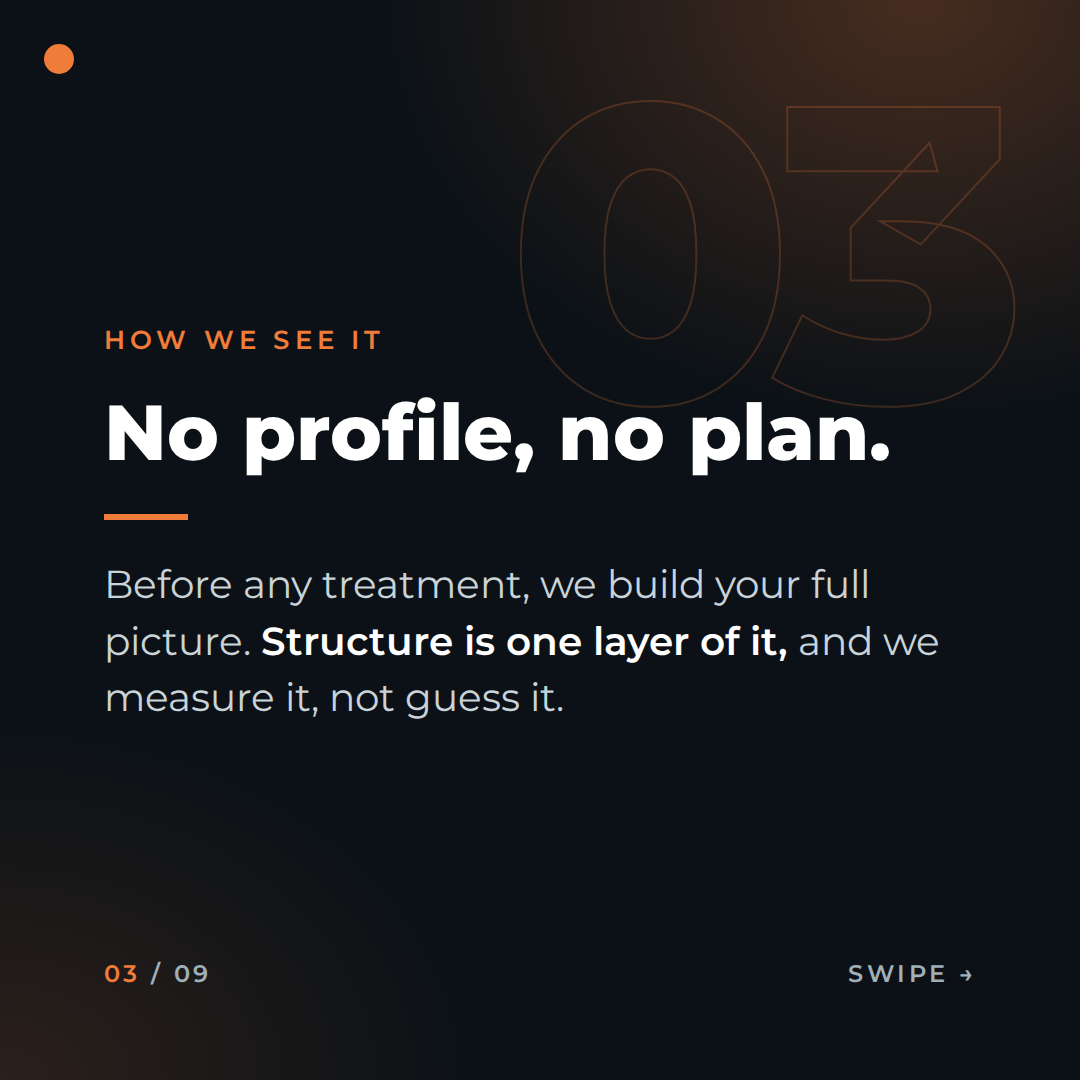 03
HOW WE SEE IT
No profile, no plan.
Before any treatment, we build your full
picture. Structure is one layer of it, and we
measure it, not guess it.
03 / 09
SWIPE →